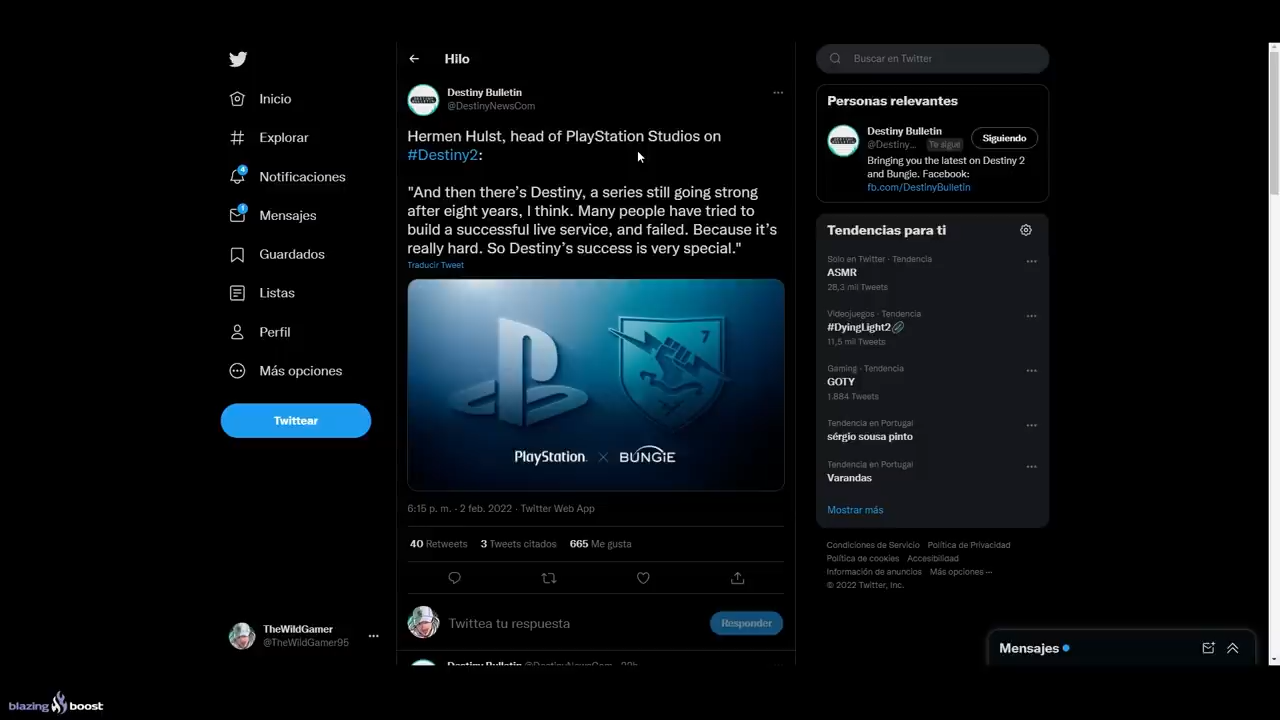 Hilo
Buscar en Twitter
Inicio
Explorar
4
Notificaciones
1
Mensajes
Guardados
Listas
Perfil
Más opciones
Twittear
TheWildGamer
@TheWildGamer95
Destiny Bulletin
@DestinyNewsCom
Hermen Hulst, head of PlayStation Studios on
#Destiny2:
"And then there's Destiny, a series still going strong
after eight years, I think. Many people have tried to
build a successful live service, and failed. Because it's
really hard. So Destiny's success is very special."
Traducir Tweet
7
PlayStation. × BUNGiE
6:15 p. m. · 2 feb. 2022 · Twitter Web App
40 Retweets 3 Tweets citados 665 Me gusta
Twittea tu respuesta
Responder
Destiny Bulletin @DestinyNewsCom · 22h
Personas relevantes
Destiny Bulletin
@Destiny... Te sigue
Siguiendo
Bringing you the latest on Destiny 2
and Bungie. Facebook:
fb.com/DestinyBulletin
Tendencias para ti
Sólo en Twitter · Tendencia
ASMR
28,3 mil Tweets
Videojuegos · Tendencia
#DyingLight2
11,5 mil Tweets
Gaming · Tendencia
GOTY
1.884 Tweets
Tendencia en Portugal
sérgio sousa pinto
Tendencia en Portugal
Varandas
Mostrar más
Condiciones de Servicio Política de Privacidad
Política de cookies Accesibilidad
Información de anuncios Más opciones ···
© 2022 Twitter, Inc.
Mensajes
blazing boost